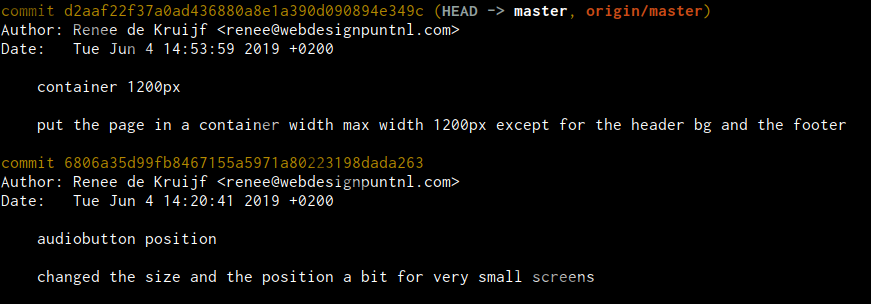 commit d2aaf22f37a0ad436880a8e1a390d090894e349c (HEAD -> master, origin/master)
Author: Renee de Kruijf <renee@webdesignpuntnl.com>
Date:   Tue Jun 4 14:53:59 2019 +0200
container 1200px
put the page in a container width max width 1200px except for the header bg and the footer
commit 6806a35d99fb8467155a5971a80223198dada263
Author: Renee de Kruijf <renee@webdesignpuntnl.com>
Date:   Tue Jun 4 14:20:41 2019 +0200
audiobutton position
changed the size and the position a bit for very small screens